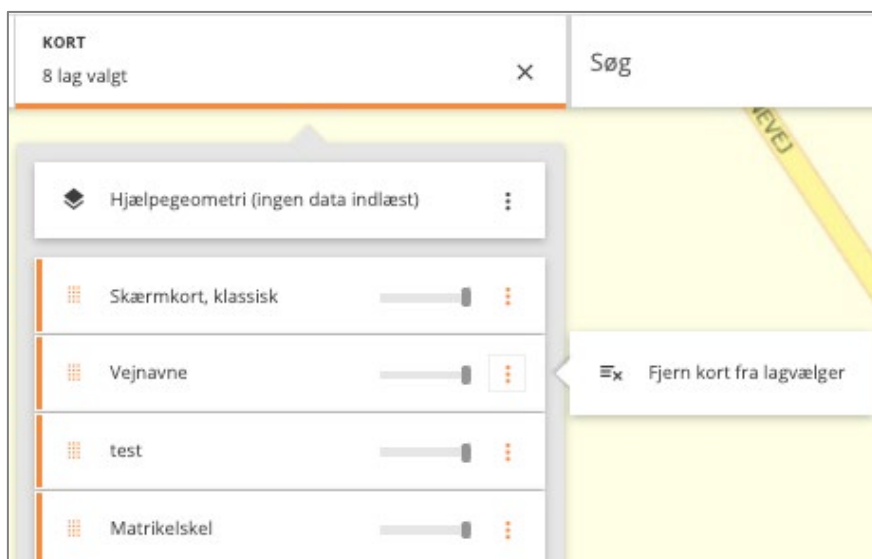 KORT
8 lag valgt
Søg
Hjælpegeometri (ingen data indlæst)
Skærmkort, klassisk
Vejnavne
Fjern kort fra lagvælger
test
Matrikelskel